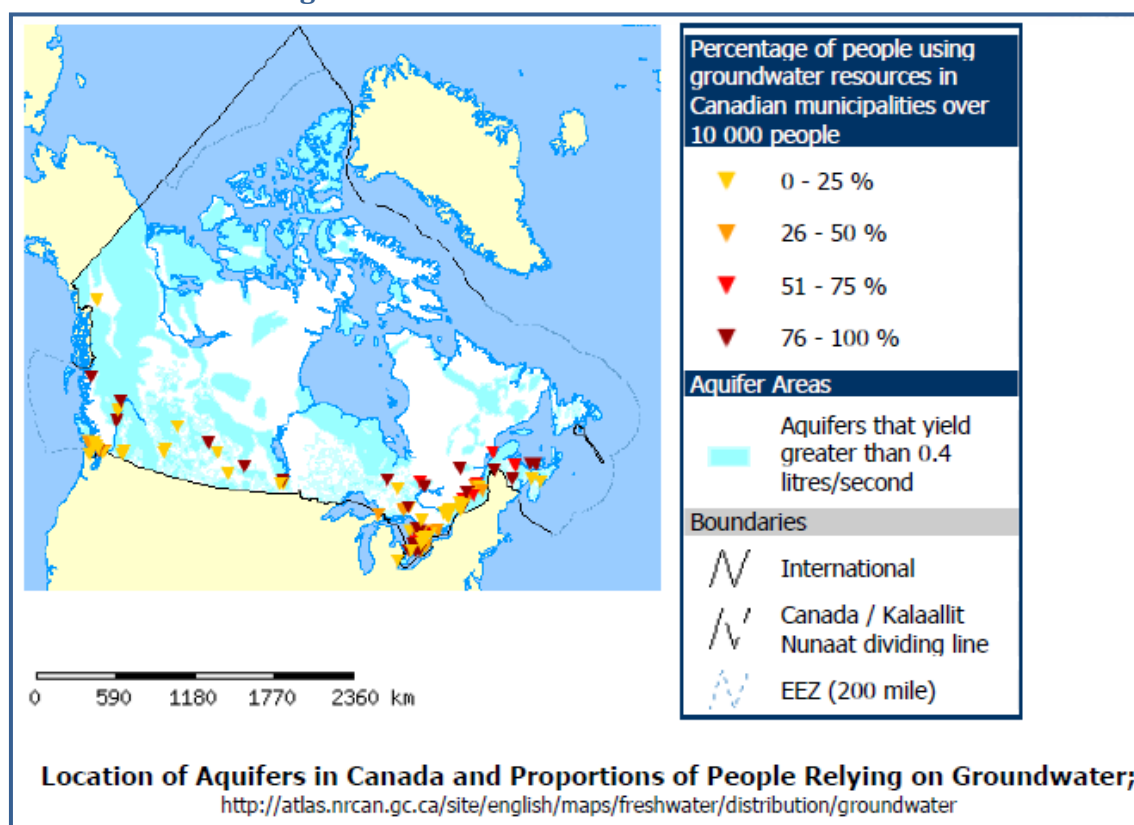 Percentage of people using
groundwater resources in
Canadian municipalities over
10 000 people
0 - 25 %
26 - 50 %
51 - 75 %
76 - 100 %
Aquifer Areas
Aquifers that yield
greater than 0.4
litres/second
Boundaries
International
Canada / Kalaallit
Nunaat dividing line
EEZ (200 mile)
0 590 1180 1770 2360 km
Location of Aquifers in Canada and Proportions of People Relying on Groundwater;
http://atlas.nrcan.gc.ca/site/english/maps/freshwater/distribution/groundwater